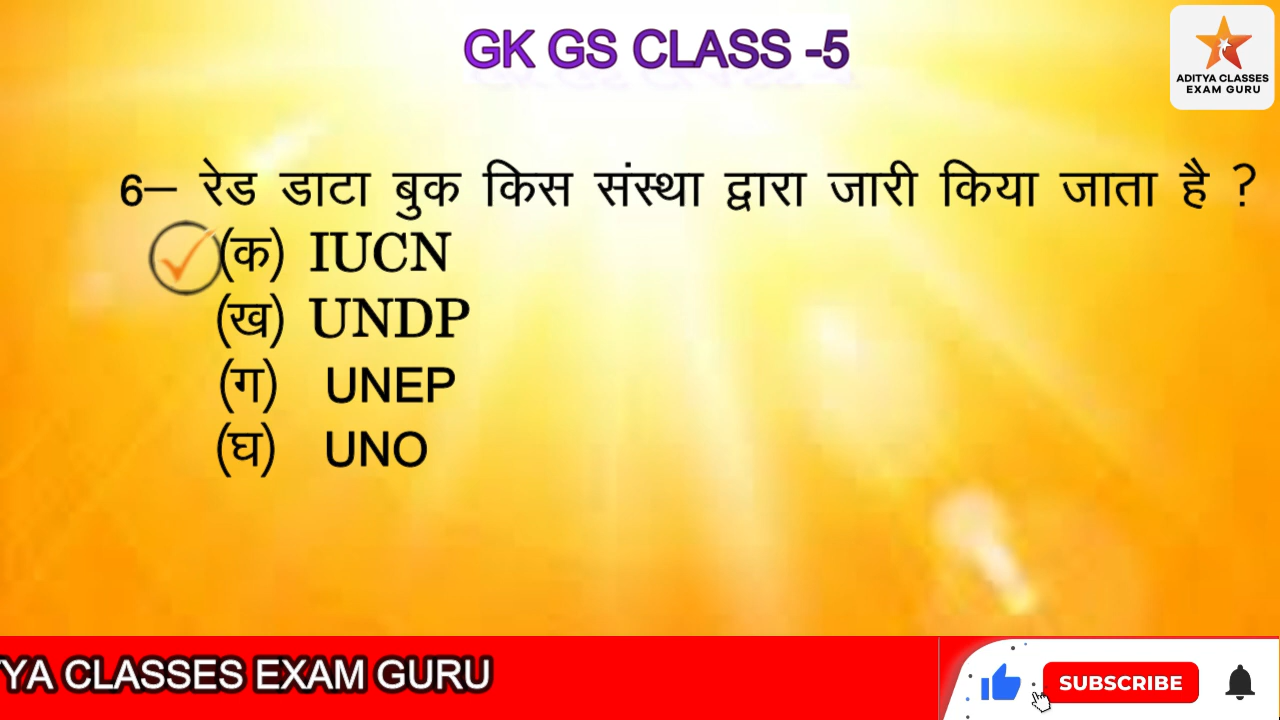 GK GS CLASS -5
ADITYA CLASSES
EXAM GURU
6– रेड डाटा बुक किस संस्था द्वारा जारी किया जाता है ?
(क) IUCN
(ख) UNDP
(ग) UNEP
(घ) UNO
YA CLASSES EXAM GURU
SUBSCRIBE